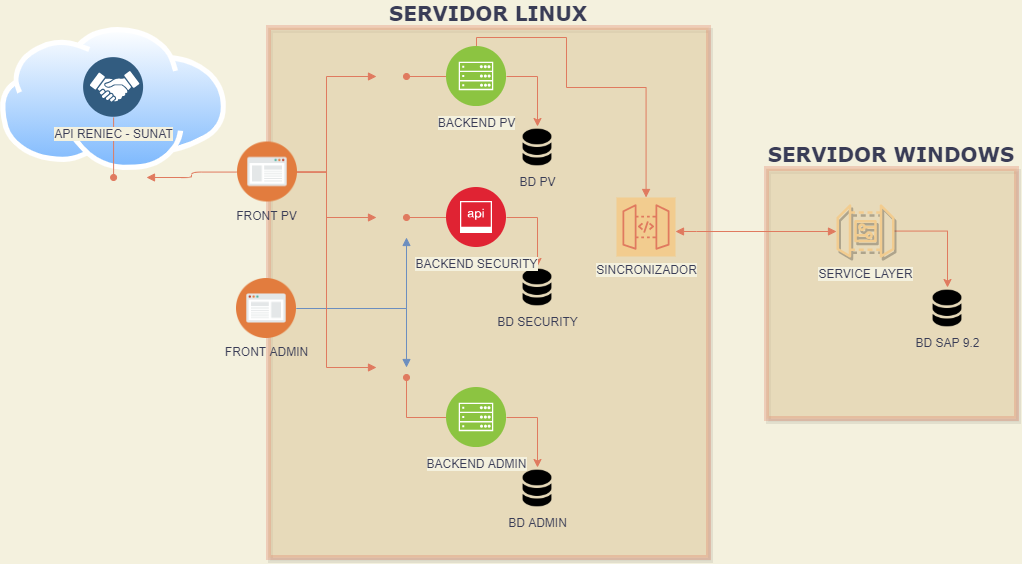 SERVIDOR LINUX
API RENIEC - SUNAT
BACKEND PV
SERVIDOR WINDOWS
BD PV
FRONT PV
api
BACKEND SECURITY
SINCRONIZADOR
SERVICE LAYER
BD SECURITY
FRONT ADMIN
BD SAP 9.2
BACKEND ADMIN
BD ADMIN